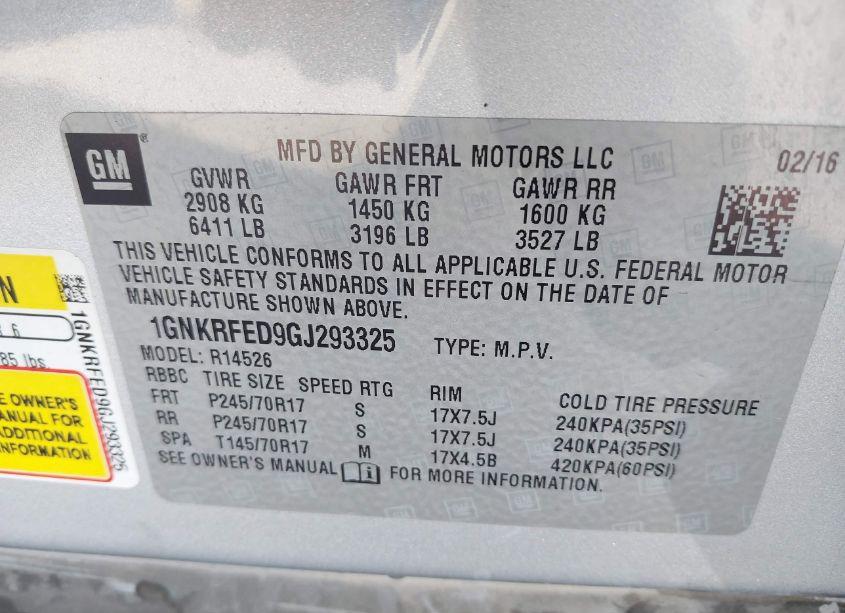 GM
MFD BY GENERAL MOTORS LLC
02/16
GVWR GAWR FRT GAWR RR
2908 KG 1450 KG 1600 KG
6411 LB 3196 LB 3527 LB
THIS VEHICLE CONFORMS TO ALL APPLICABLE U.S. FEDERAL MOTOR
VEHICLE SAFETY STANDARDS IN EFFECT ON THE DATE OF
MANUFACTURE SHOWN ABOVE.
1GNKRFED9GJ293325 TYPE: M.P.V.
MODEL: R14526
RBBC TIRE SIZE SPEED RTG RIM COLD TIRE PRESSURE
FRT P245/70R17 S 17X7.5J 240KPA(35PSI)
RR P245/70R17 S 17X7.5J 240KPA(35PSI)
SPA T145/70R17 M 17X4.5B 420KPA(60PSI)
SEE OWNER'S MANUAL FOR MORE INFORMATION.
N
6
85 lbs.
E OWNER'S
MANUAL FOR
ADDITIONAL
INFORMATION
1GNKRFED9GJ293325